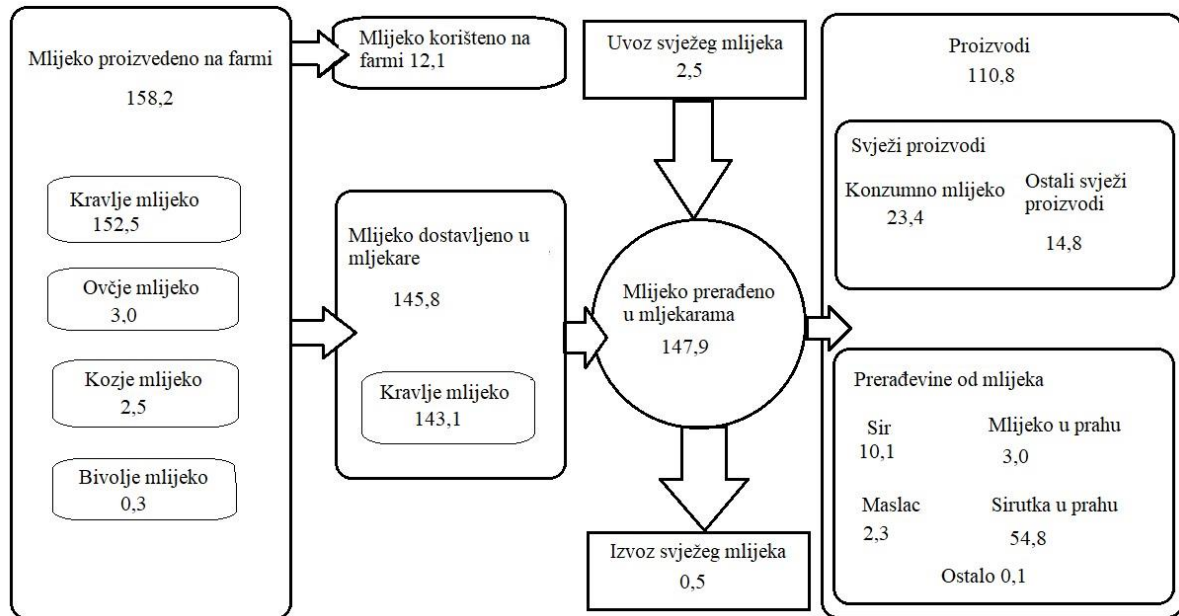 Mlijeko proizvedeno na farmi
158,2
Kravlje mlijeko
152,5
Ovčje mlijeko
3,0
Kozje mlijeko
2,5
Bivolje mlijeko
0,3
Mlijeko korišteno na
farmi 12,1
Mlijeko dostavljeno u
mljekare
145,8
Kravlje mlijeko
143,1
Uvoz svježeg mlijeka
2,5
Mlijeko prerađeno
u mljekarama
147,9
Izvoz svježeg mlijeka
0,5
Proizvodi
110,8
Svježi proizvodi
Konzumno mlijeko
23,4
Ostali svježi
proizvodi
14,8
Prerađevine od mlijeka
Sir
10,1
Mlijeko u prahu
3,0
Maslac
2,3
Sirutka u prahu
54,8
Ostalo 0,1